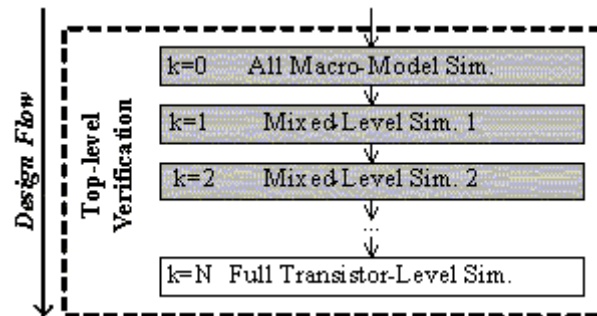 Design Flow
Top-level
Verification
k=0 All Macro-Model Sim.
k=1 Mixed-Level Sim. 1
k=2 Mixed-Level Sim. 2
...
k=N Full Transistor-Level Sim.